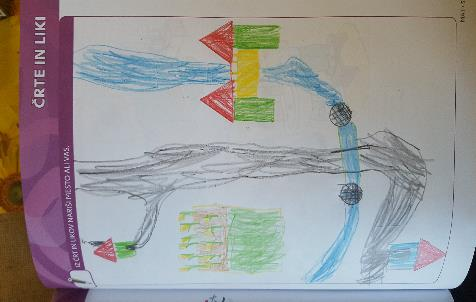 ČRTE IN LIKI
IZ ČRT IN LIKOV NARIŠI MESTO ALI VAS.